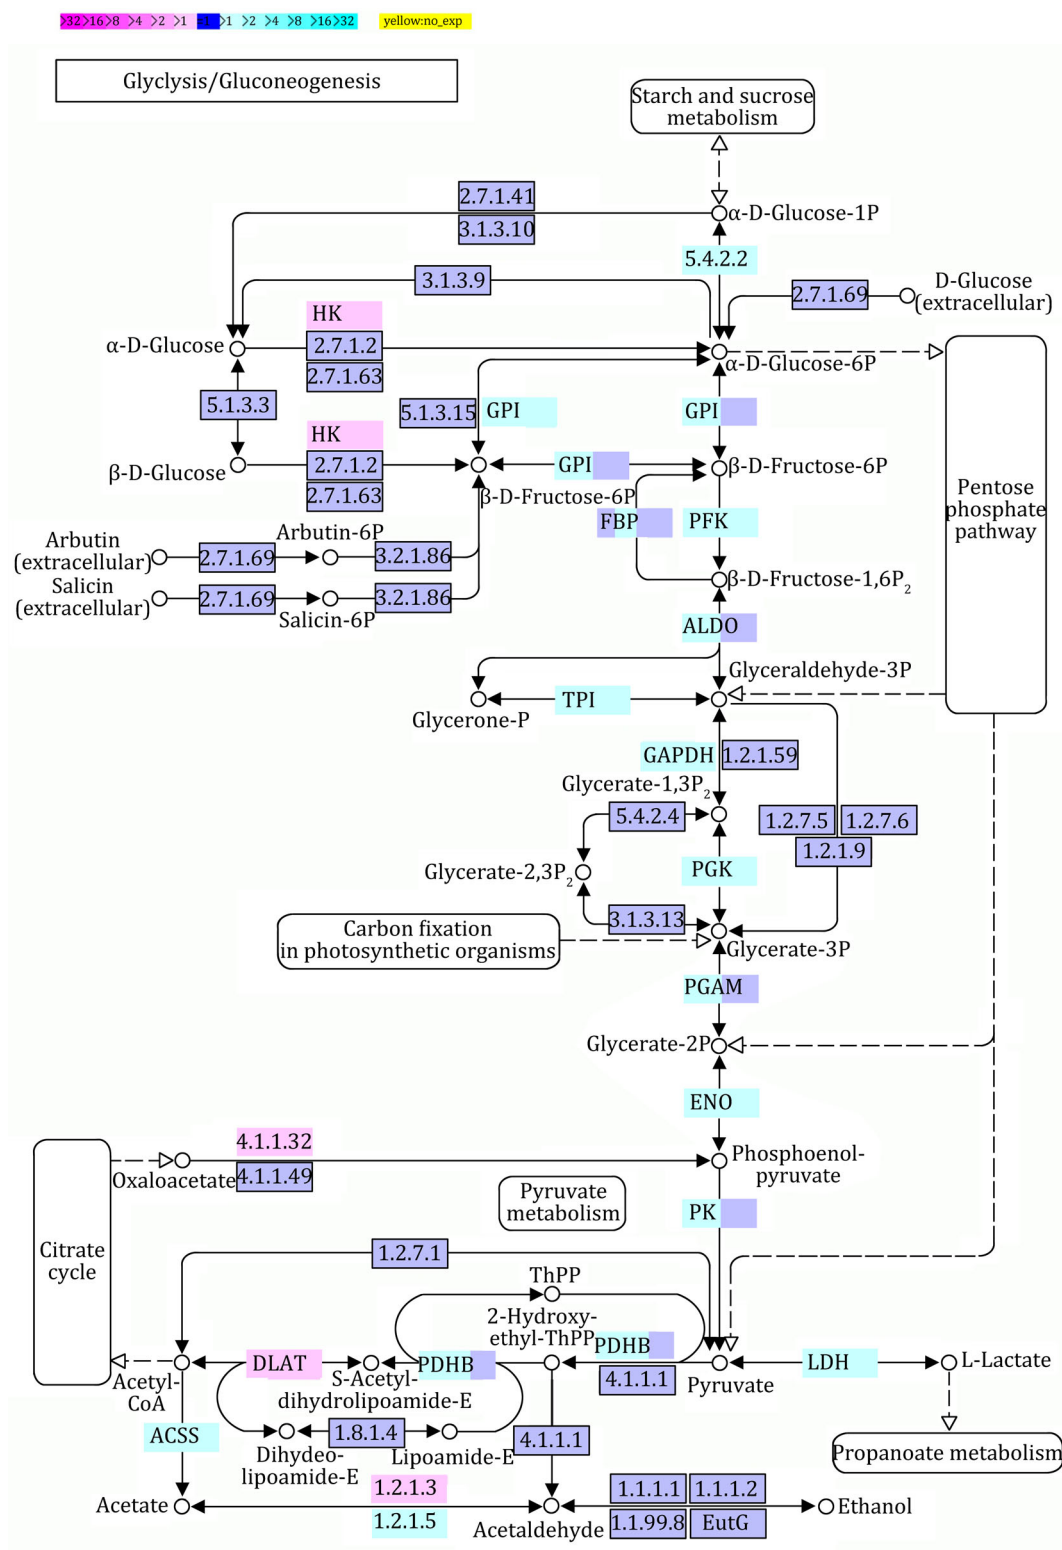 >32 >16 >8 >4 >2 >1 =1 >1 >2 >4 >8 >16 >32 yellow:no_exp
Glyclysis/Gluconeogenesis
Starch and sucrose
metabolism
2.7.1.41
α-D-Glucose-1P
3.1.3.10
5.4.2.2
3.1.3.9
2.7.1.69
D-Glucose
(extracellular)
HK
α-D-Glucose
2.7.1.2
α-D-Glucose-6P
2.7.1.63
5.1.3.3
5.1.3.15
GPI
GPI
HK
β-D-Glucose
2.7.1.2
GPI
β-D-Fructose-6P
2.7.1.63
β-D-Fructose-6P
Pentose
phosphate
pathway
FBP
PFK
Arbutin
(extracellular)
Arbutin-6P
2.7.1.69
3.2.1.86
β-D-Fructose-1,6P2
Salicin
(extracellular)
2.7.1.69
3.2.1.86
Salicin-6P
ALDO
Glyceraldehyde-3P
TPI
Glycerone-P
GAPDH
1.2.1.59
Glycerate-1,3P2
5.4.2.4
1.2.7.5
1.2.7.6
1.2.1.9
Glycerate-2,3P2
PGK
3.1.3.13
Carbon fixation
in photosynthetic organisms
Glycerate-3P
PGAM
Glycerate-2P
ENO
4.1.1.32
Oxaloacetate
4.1.1.49
Phosphoenol-
pyruvate
Pyruvate
metabolism
PK
Citrate
cycle
1.2.7.1
ThPP
2-Hydroxy-
ethyl-ThPP
PDHB
DLAT
PDHB
LDH
L-Lactate
Acetyl-
CoA
S-Acetyl-
dihydrolipoamide-E
4.1.1.1
Pyruvate
ACSS
1.8.1.4
4.1.1.1
Dihydeo-
lipoamide-E
Lipoamide-E
Propanoate metabolism
1.2.1.3
1.1.1.1
1.1.1.2
Acetate
Ethanol
1.2.1.5
Acetaldehyde
1.1.99.8
EutG